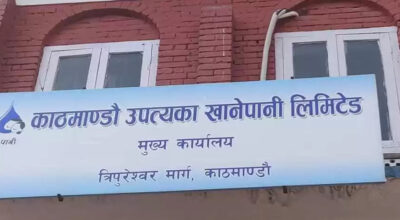 काठमाण्डौ उपत्यका खानेपानी लिमिटेड
मुख्य कार्यालय
त्रिपुरेश्वर मार्ग, काठमाण्डौ
पानी